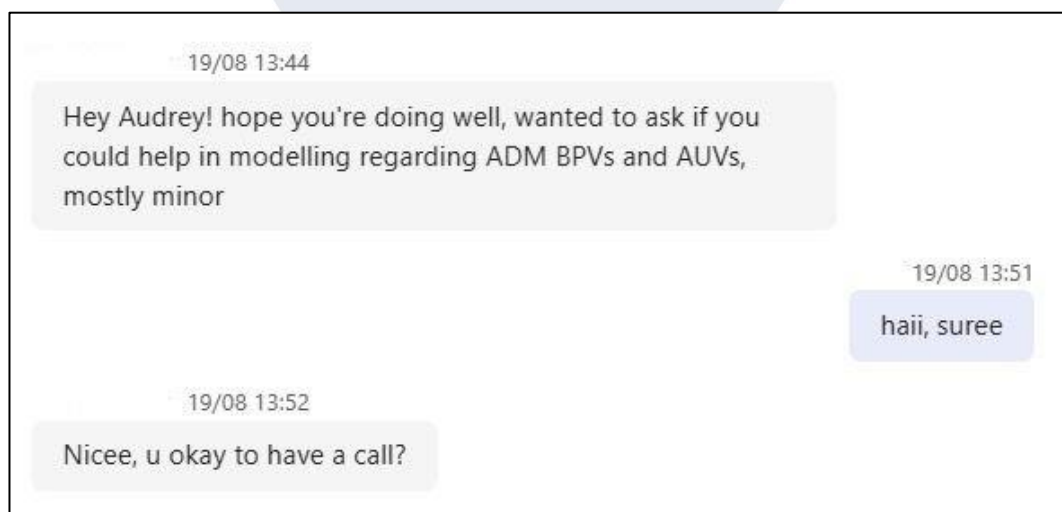 19/08 13:44
Hey Audrey! hope you're doing well, wanted to ask if you
could help in modelling regarding ADM BPVs and AUVs,
mostly minor
19/08 13:51
haii, suree
19/08 13:52
Nicee, u okay to have a call?